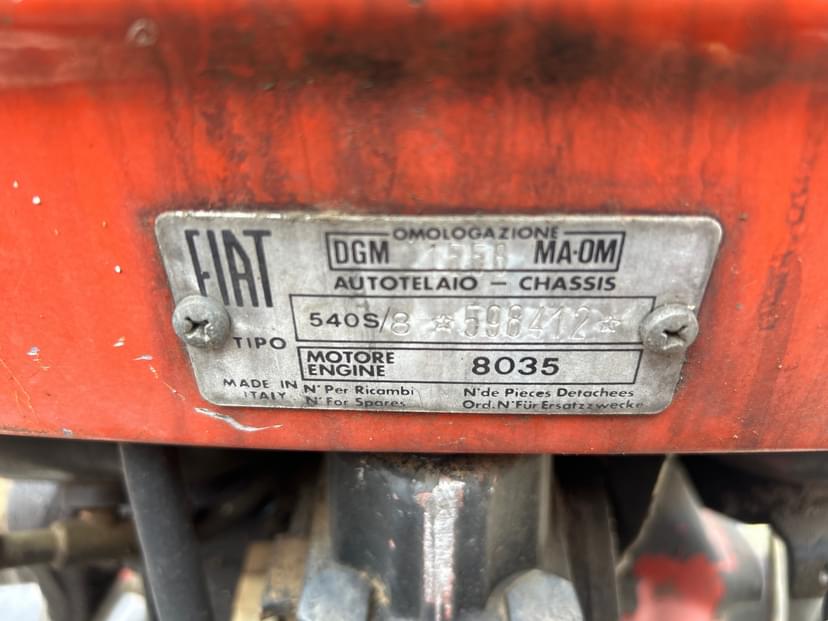 FIAT
OMOLOGAZIONE
DGM MA-OM
AUTOTELAIO - CHASSIS
540S/8 ☆598412☆
TIPO
MOTORE
ENGINE 8035
MADE IN
ITALY
N° Per Ricambi N° de Pieces Detachees
N° For Spares Ord. N° Für Ersatzzwecke